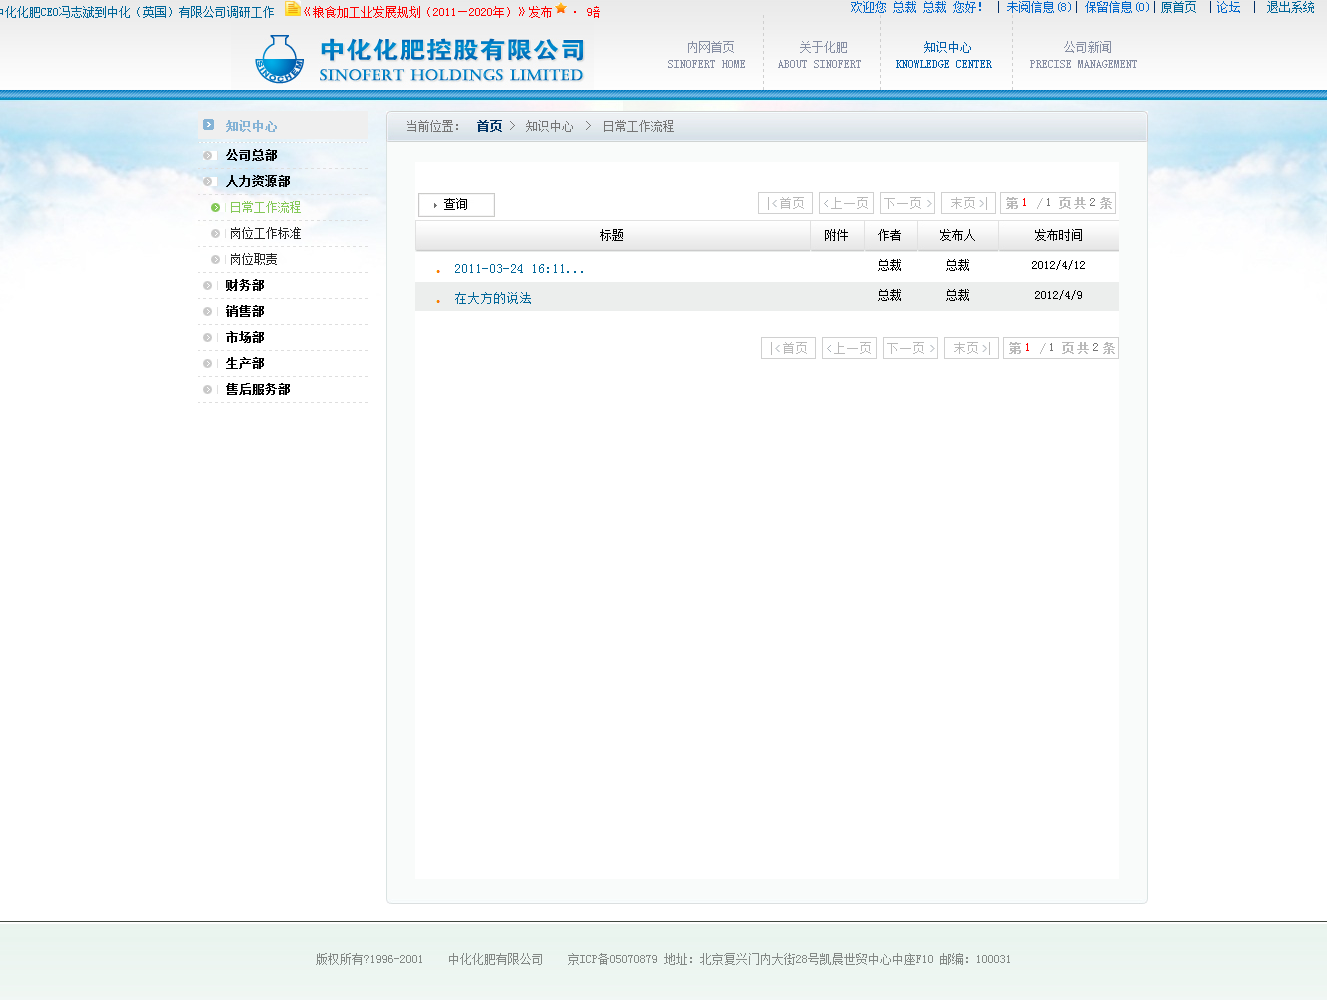 中化化肥CEO冯志斌到中化（英国）有限公司调研工作 《粮食加工业发展规划（2011—2020年）》发布 · 9
欢迎您 总裁 总裁 您好! | 未阅信息(8)| 保留信息(0)| 原首页 | 论坛 | 退出系统
中化化肥控股有限公司
SINOFERT HOLDINGS LIMITED
SINOCHEM
内网首页 关于化肥 知识中心 公司新闻
SINOFERT HOME ABOUT SINOFERT KNOWLEDGE CENTER PRECISE MANAGEMENT
知识中心
公司总部
人力资源部
日常工作流程
岗位工作标准
岗位职责
财务部
销售部
市场部
生产部
售后服务部
当前位置： 首页 > 知识中心 > 日常工作流程
查询 |<首页 <上一页 下一页 > 末页>| 第1 /1 页共2 条
标题 附件 作者 发布人 发布时间
2011-03-24 16:11... 总裁 总裁 2012/4/12
在大方的说法 总裁 总裁 2012/4/9
|<首页 <上一页 下一页 > 末页>| 第1 /1 页共2 条
版权所有?1996-2001 中化化肥有限公司 京ICP备05070879 地址：北京复兴门内大街28号凯晨世贸中心中座F10 邮编：100031